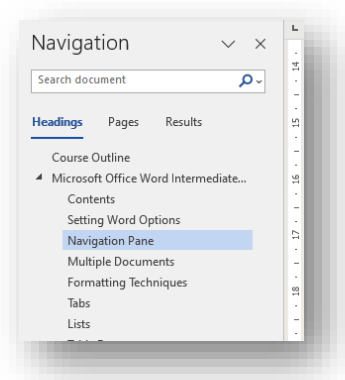 Navigation
Search document
Headings Pages Results
Course Outline
Microsoft Office Word Intermediate...
Contents
Setting Word Options
Navigation Pane
Multiple Documents
Formatting Techniques
Tabs
Lists
14
15
16
17
18